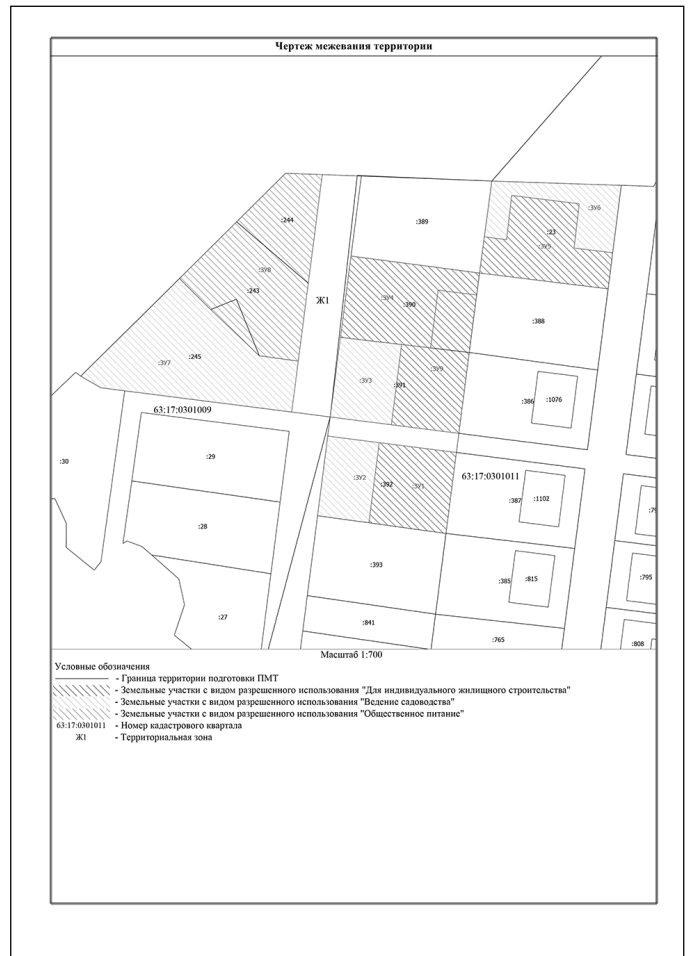 Чертеж межевания территории
:244
:389
:ЗУ6
:23
:ЗУ5
:ЗУ8
:243
Ж1
:ЗУ4
:390
:388
:245
:ЗУ7
:ЗУ3
:391
:ЗУ9
:386
:1076
63:17:0301009
:29
:30
:ЗУ2
:392
:ЗУ1
63:17:0301011
:387
:1102
:28
:393
:385
:815
:795
:27
:841
:765
:808
Масштаб 1:700
Условные обозначения
- Граница территории подготовки ПМТ
- Земельные участки с видом разрешенного использования "Для индивидуального жилищного строительства"
- Земельные участки с видом разрешенного использования "Ведение садоводства"
- Земельные участки с видом разрешенного использования "Общественное питание"
63:17:0301011 - Номер кадастрового квартала
Ж1 - Территориальная зона